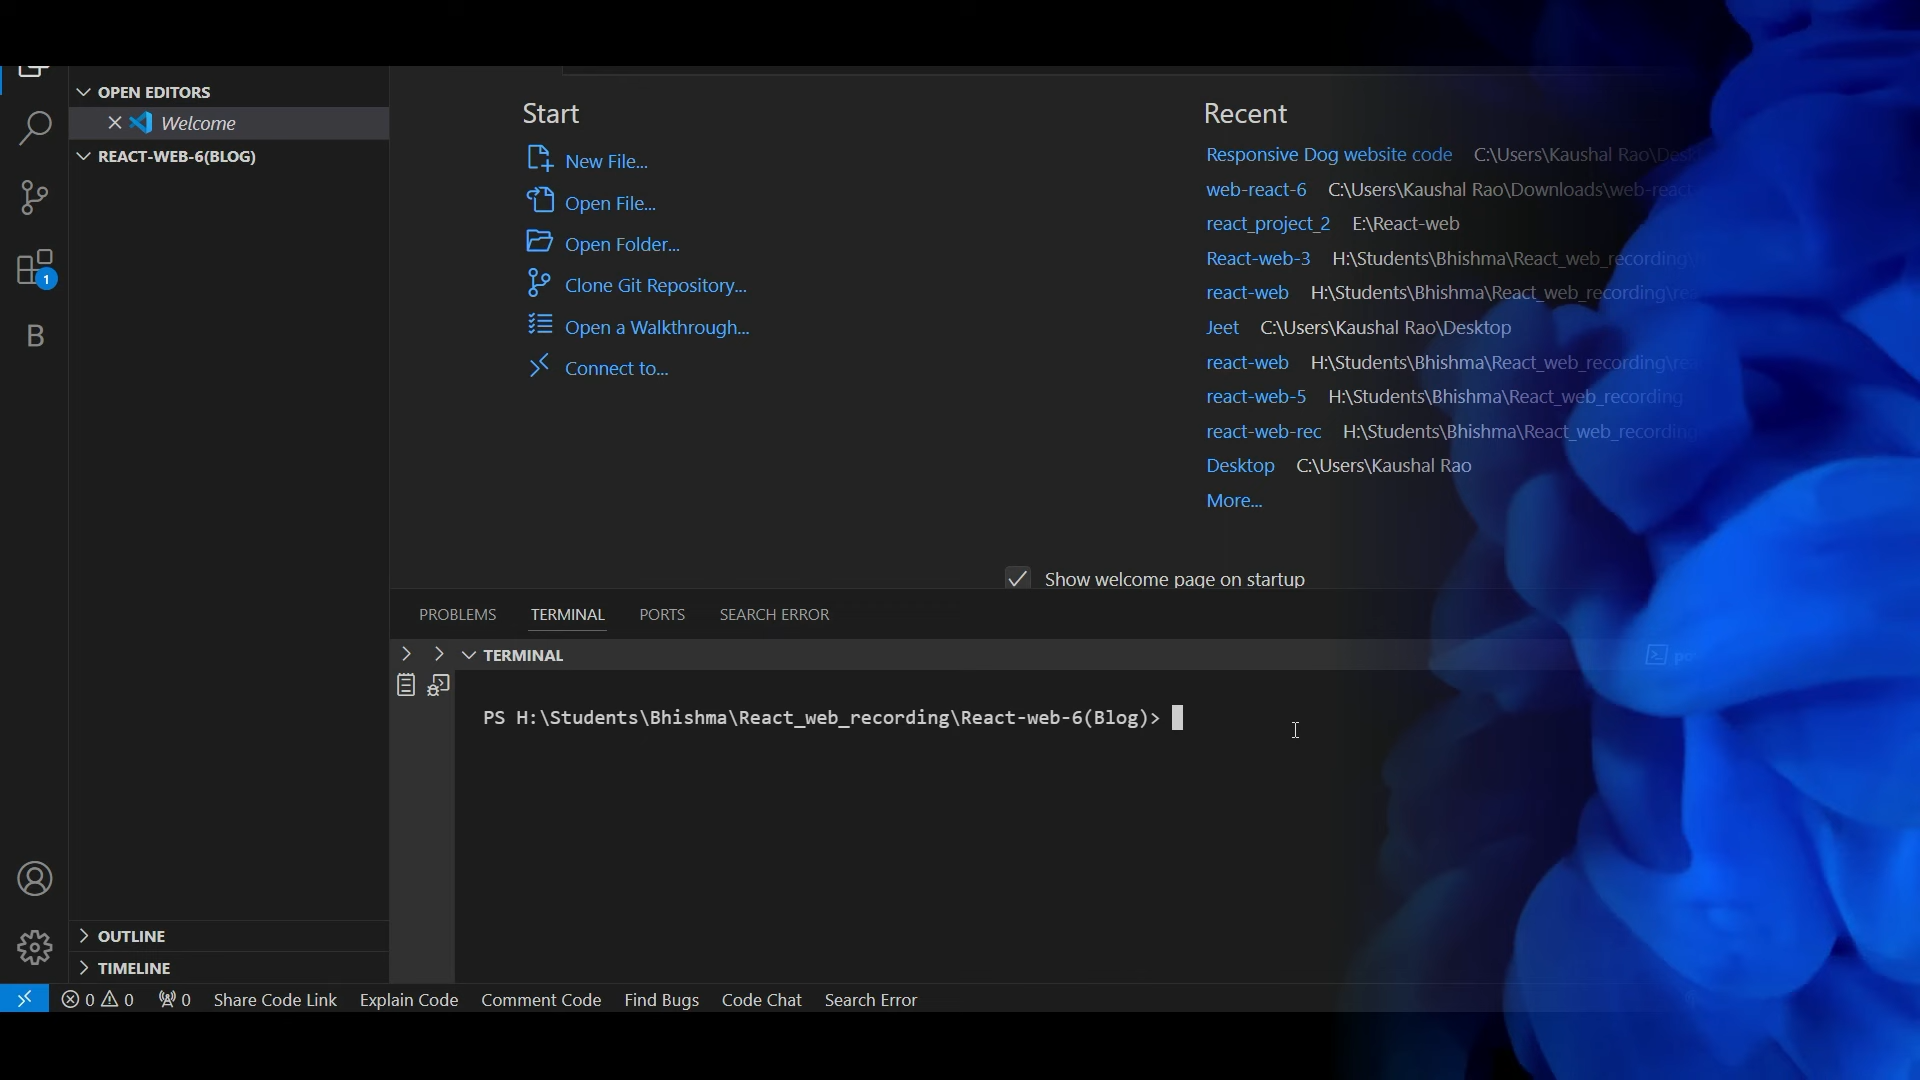 OPEN EDITORS
Welcome
REACT-WEB-6(BLOG)
Start
New File...
Open File...
Open Folder...
Clone Git Repository...
Open a Walkthrough...
Connect to...
Recent
Responsive Dog website code C:\Users\Kaushal Rao\Desk
web-react-6 C:\Users\Kaushal Rao\Downloads\web-react
react_project_2 E:\React-web
React-web-3 H:\Students\Bhishma\React_web_recording\
react-web H:\Students\Bhishma\React_web_recording\rea
Jeet C:\Users\Kaushal Rao\Desktop
react-web H:\Students\Bhishma\React_web_recording\rea
react-web-5 H:\Students\Bhishma\React_web_recording
react-web-rec H:\Students\Bhishma\React_web_recording
Desktop C:\Users\Kaushal Rao
More...
Show welcome page on startup
1
B
PROBLEMS TERMINAL PORTS SEARCH ERROR
TERMINAL
PS H:\Students\Bhishma\React_web_recording\React-web-6(Blog)>
OUTLINE
TIMELINE
0 0 0 Share Code Link Explain Code Comment Code Find Bugs Code Chat Search Error